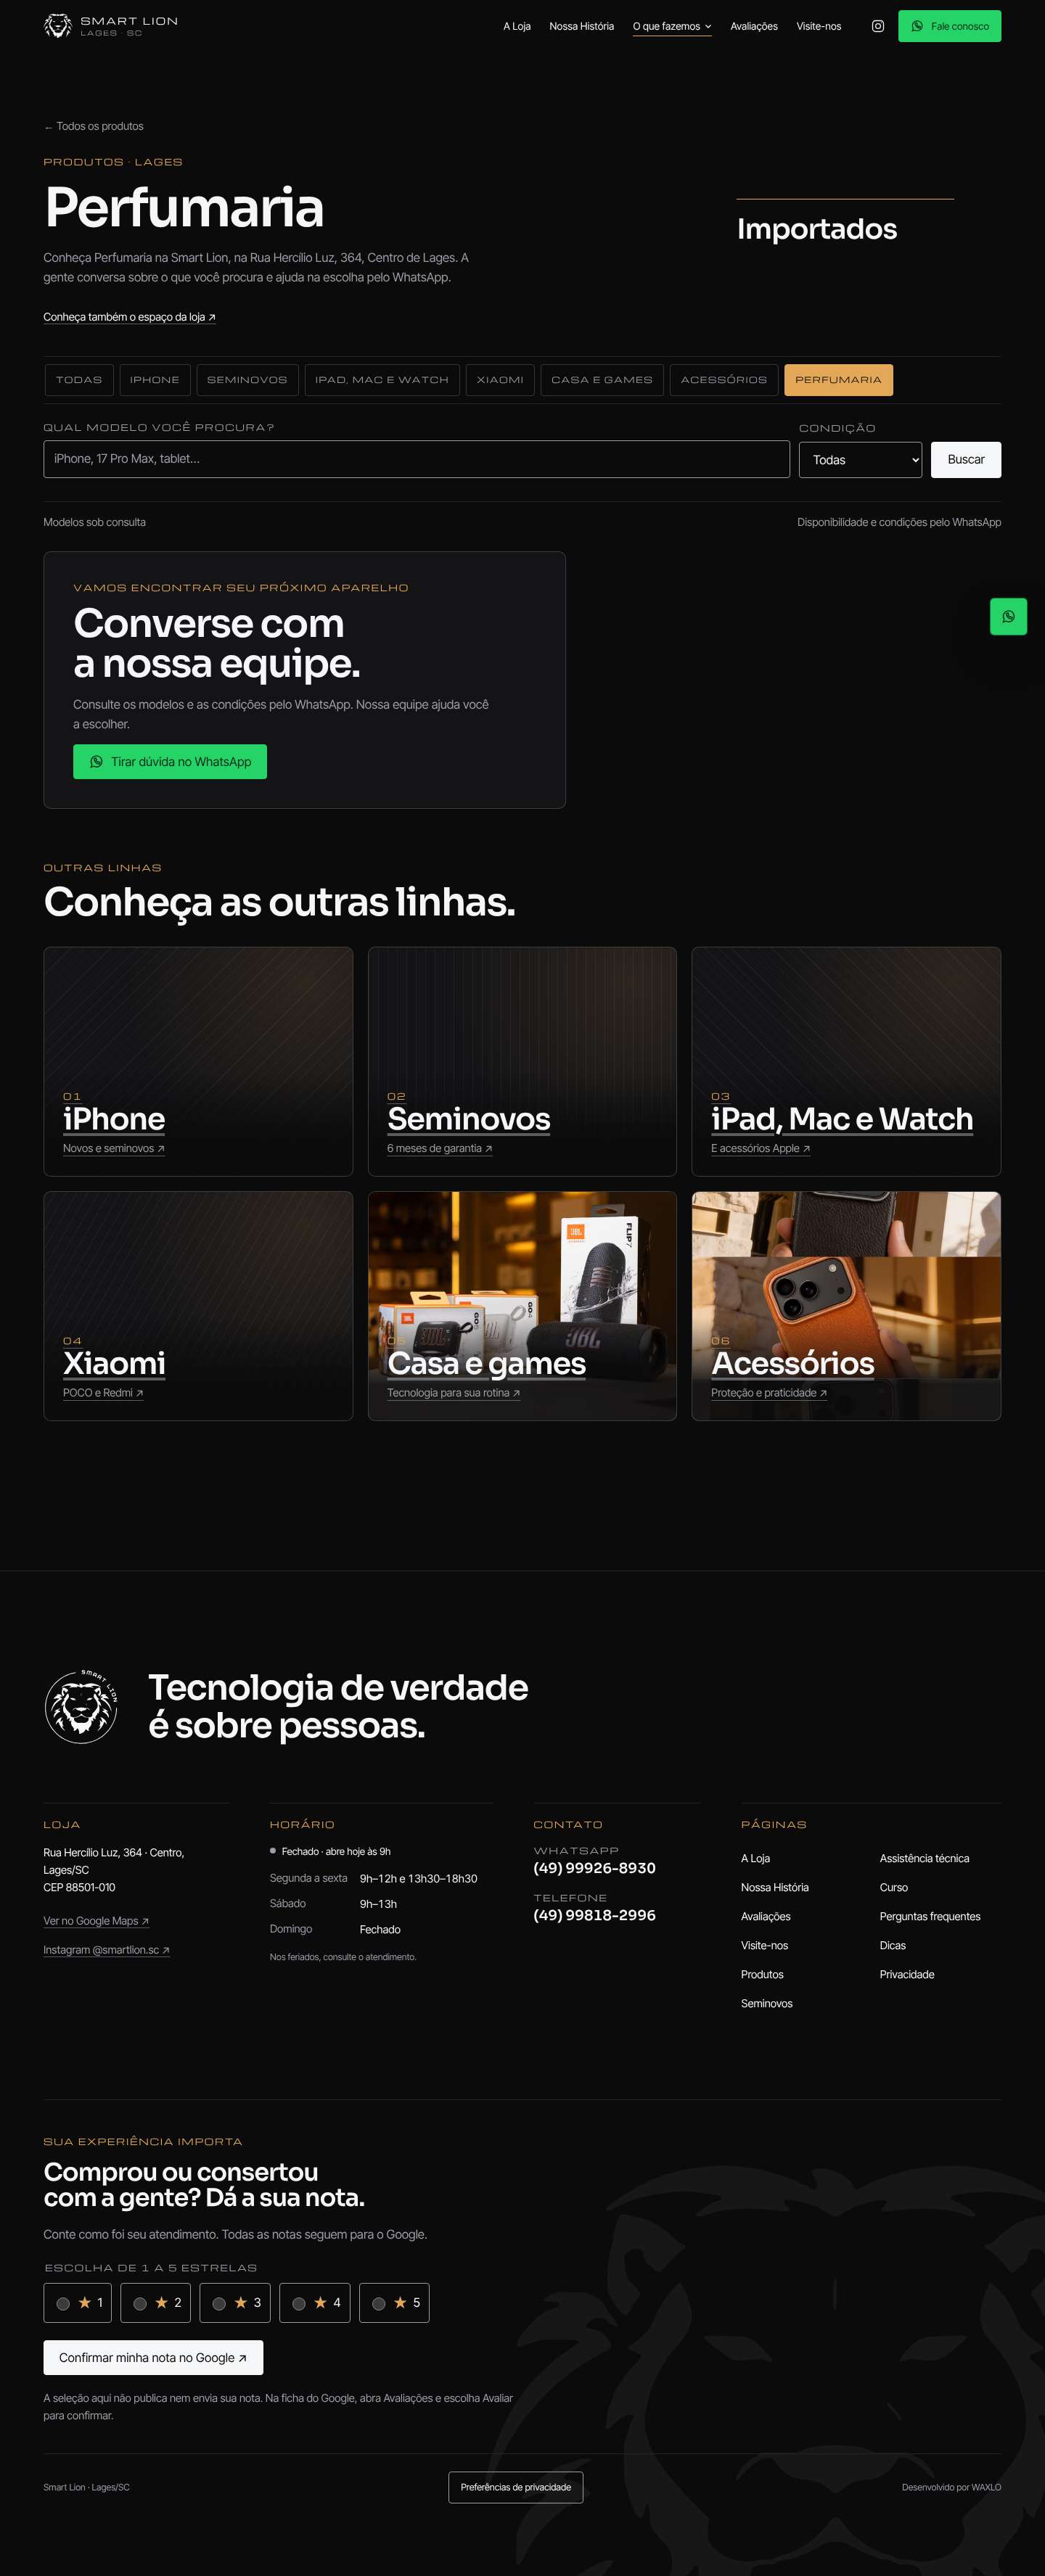 SMART LION
LAGES · SC
A Loja
Nossa História
O que fazemos
Avaliações
Visite-nos
Fale conosco
← Todos os produtos
PRODUTOS · LAGES
Perfumaria
Conheça Perfumaria na Smart Lion, na Rua Hercílio Luz, 364, Centro de Lages. A
gente conversa sobre o que você procura e ajuda na escolha pelo WhatsApp.
Conheça também o espaço da loja ↗
Importados
TODAS
IPHONE
SEMINOVOS
IPAD, MAC E WATCH
XIAOMI
CASA E GAMES
ACESSÓRIOS
PERFUMARIA
QUAL MODELO VOCÊ PROCURA?
iPhone, 17 Pro Max, tablet...
CONDIÇÃO
Todas
Buscar
Modelos sob consulta
Disponibilidade e condições pelo WhatsApp
VAMOS ENCONTRAR SEU PRÓXIMO APARELHO
Converse com
a nossa equipe.
Consulte os modelos e as condições pelo WhatsApp. Nossa equipe ajuda você
a escolher.
Tirar dúvida no WhatsApp
OUTRAS LINHAS
Conheça as outras linhas.
01
iPhone
Novos e seminovos ↗
02
Seminovos
6 meses de garantia ↗
03
iPad, Mac e Watch
E acessórios Apple ↗
04
Xiaomi
POCO e Redmi ↗
JBL
FLIP7
JBL
05
Casa e games
Tecnologia para sua rotina ↗
06
Acessórios
Proteção e praticidade ↗
SMART LION
Tecnologia de verdade
é sobre pessoas.
LOJA
Rua Hercílio Luz, 364 · Centro,
Lages/SC
CEP 88501-010
Ver no Google Maps ↗
Instagram @smartlion.sc ↗
HORÁRIO
Fechado · abre hoje às 9h
Segunda a sexta 9h–12h e 13h30–18h30
Sábado 9h–13h
Domingo Fechado
Nos feriados, consulte o atendimento.
CONTATO
WHATSAPP
(49) 99926-8930
TELEFONE
(49) 99818-2996
PÁGINAS
A Loja
Nossa História
Avaliações
Visite-nos
Produtos
Seminovos
Assistência técnica
Curso
Perguntas frequentes
Dicas
Privacidade
SUA EXPERIÊNCIA IMPORTA
Comprou ou consertou
com a gente? Dá a sua nota.
Conte como foi seu atendimento. Todas as notas seguem para o Google.
ESCOLHA DE 1 A 5 ESTRELAS
★ 1
★ 2
★ 3
★ 4
★ 5
Confirmar minha nota no Google ↗
A seleção aqui não publica nem envia sua nota. Na ficha do Google, abra Avaliações e escolha Avaliar
para confirmar.
Smart Lion · Lages/SC
Preferências de privacidade
Desenvolvido por WAXLO